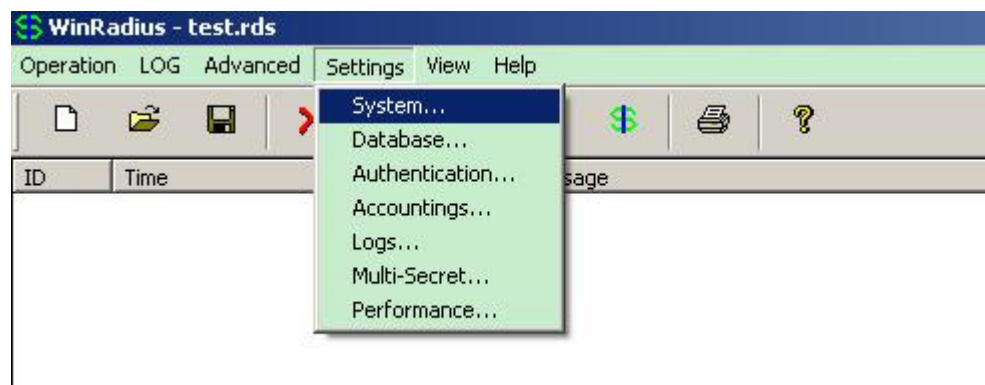 WinRadius - test.rds
Operation LOG Advanced Settings View Help
System...
Database...
ID Time sage
Authentication...
Accountings...
Logs...
Multi-Secret...
Performance...